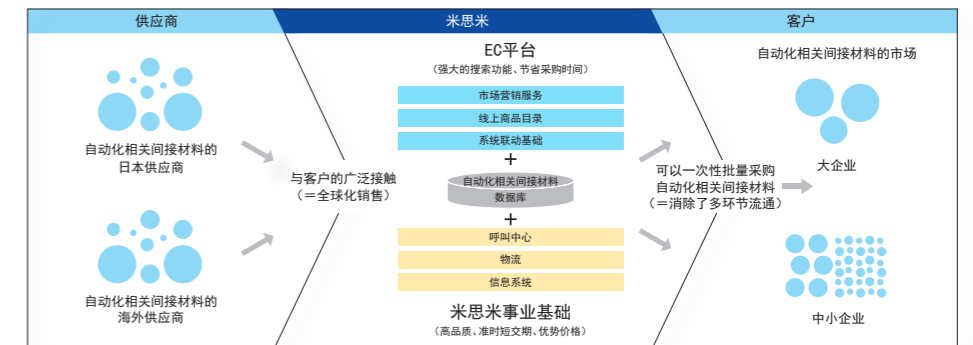 供应商
米思米
客户
自动化相关间接材料的
日本供应商
自动化相关间接材料的
海外供应商
与客户的广泛接触
（＝全球化销售）
EC平台
（强大的搜索功能、节省采购时间）
市场营销服务
线上商品目录
系统联动基础
+
自动化相关间接材料
数据库
+
呼叫中心
物流
信息系统
米思米事业基础
（高品质、准时短交期、优势价格）
可以一次性批量采购
自动化相关间接材料
（＝消除了多环节流通）
自动化相关间接材料的市场
大企业
中小企业